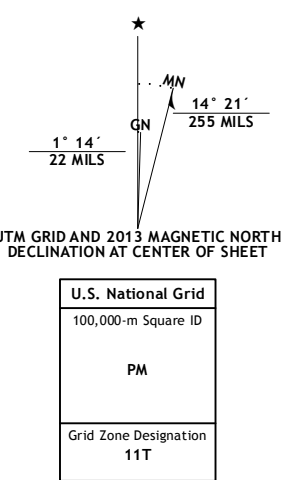 ★
MN
14° 21´
255 MILS
GN
1° 14´
22 MILS
UTM GRID AND 2013 MAGNETIC NORTH
DECLINATION AT CENTER OF SHEET
U.S. National Grid
100,000-m Square ID
PM
Grid Zone Designation
11T